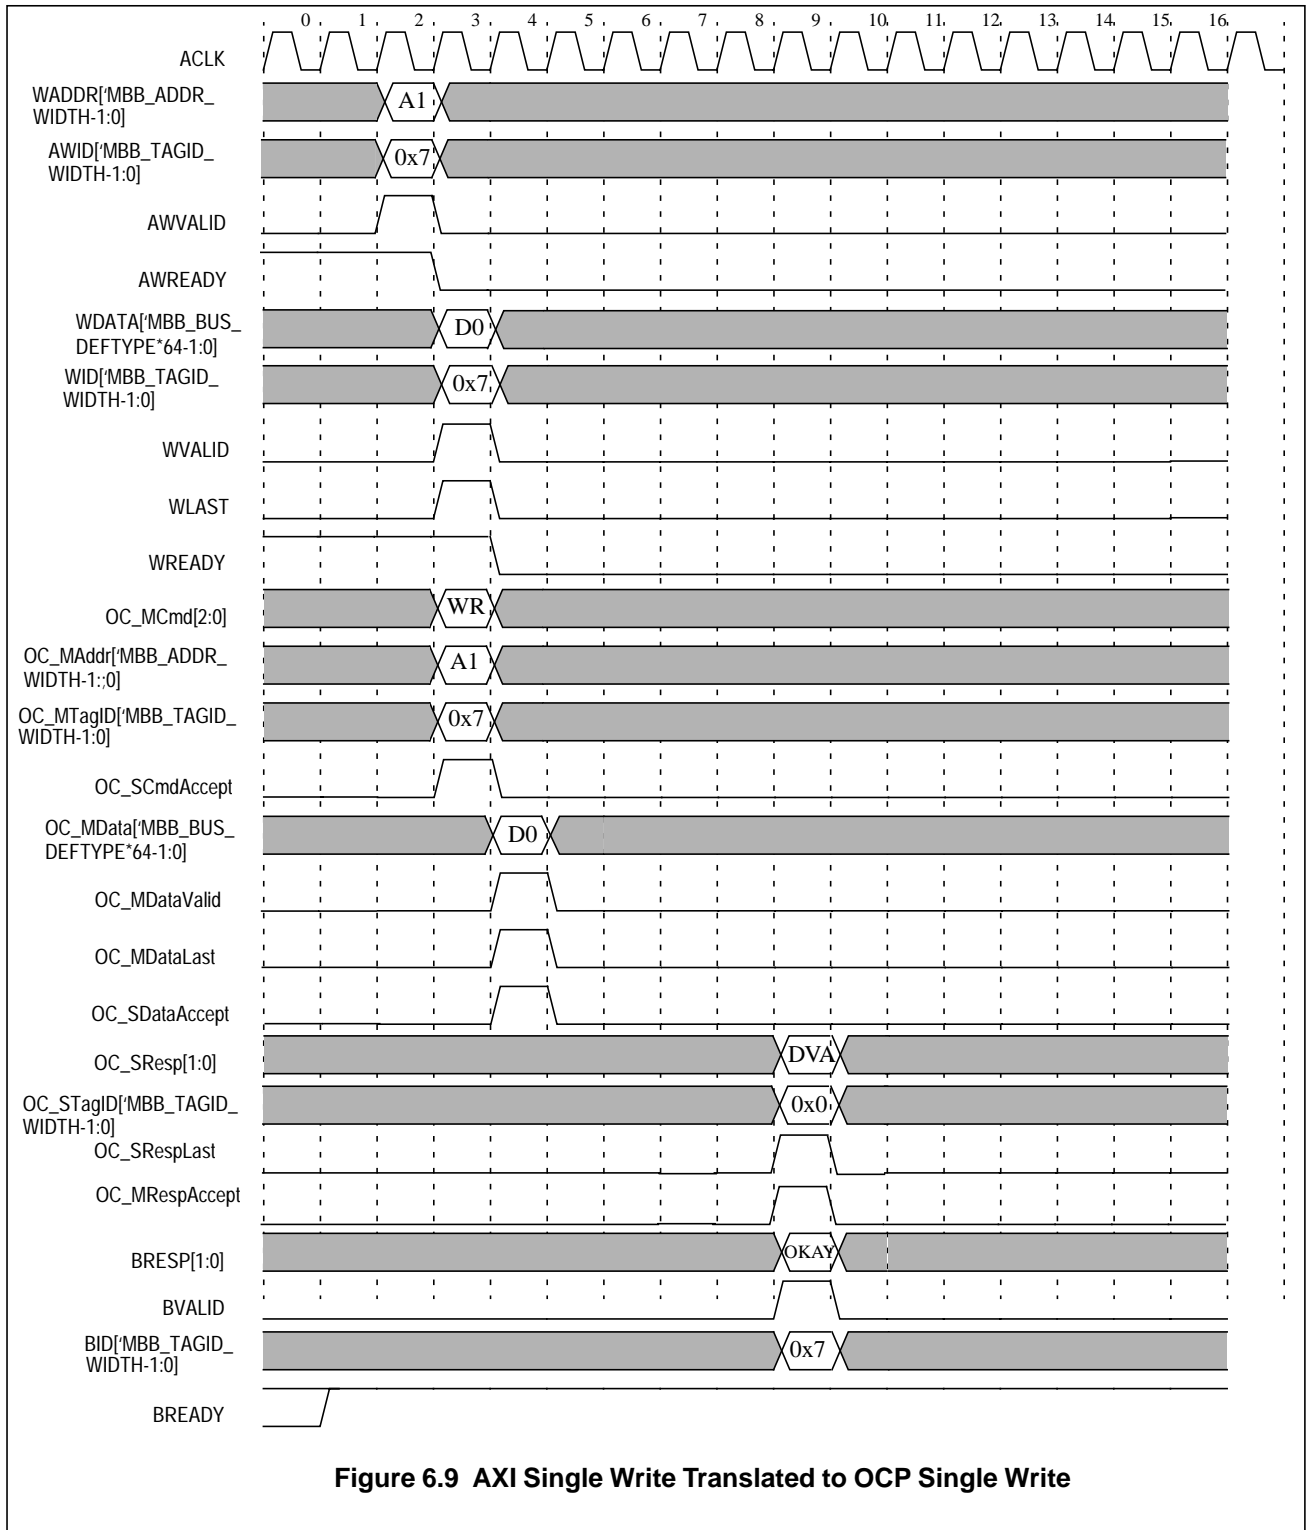 0 1 2 3 4 5 6 7 8 9 10 11 12 13 14 15 16
ACLK
WADDR['MBB_ADDR_
WIDTH-1:0]
A1
AWID['MBB_TAGID_
WIDTH-1:0]
0x7
AWVALID
AWREADY
WDATA['MBB_BUS_
DEFTYPE*64-1:0]
D0
WID['MBB_TAGID_
WIDTH-1:0]
0x7
WVALID
WLAST
WREADY
OC_MCmd[2:0]
WR
OC_MAddr['MBB_ADDR_
WIDTH-1:;0]
A1
OC_MTagID['MBB_TAGID_
WIDTH-1:0]
0x7
OC_SCmdAccept
OC_MData['MBB_BUS_
DEFTYPE*64-1:0]
D0
OC_MDataValid
OC_MDataLast
OC_SDataAccept
OC_SResp[1:0]
DVA
OC_STagID['MBB_TAGID_
WIDTH-1:0]
0x0
OC_SRespLast
OC_MRespAccept
BRESP[1:0]
OKAY
BVALID
BID['MBB_TAGID_
WIDTH-1:0]
0x7
BREADY
Figure 6.9 AXI Single Write Translated to OCP Single Write